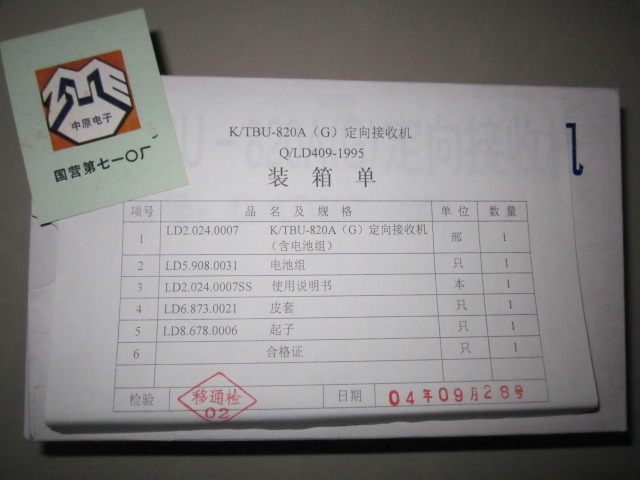 中原电子
国营第七一〇厂
K/TBU-820A（G）定向接收机
Q/LD409-1995
装 箱 单
项号 品 名 及 规 格 单 位 数 量
1 LD2.024.0007 K/TBU-820A（G）定向接收机 部 1
（含电池组）
2 LD5.908.0031 电池组 只 1
3 LD2.024.0007SS 使用说明书 本 1
4 LD6.873.0021 皮套 只 1
5 LD8.678.0006 起子 只 1
6 合格证 只 1
检验 移通检 02 日期 04年09月28号